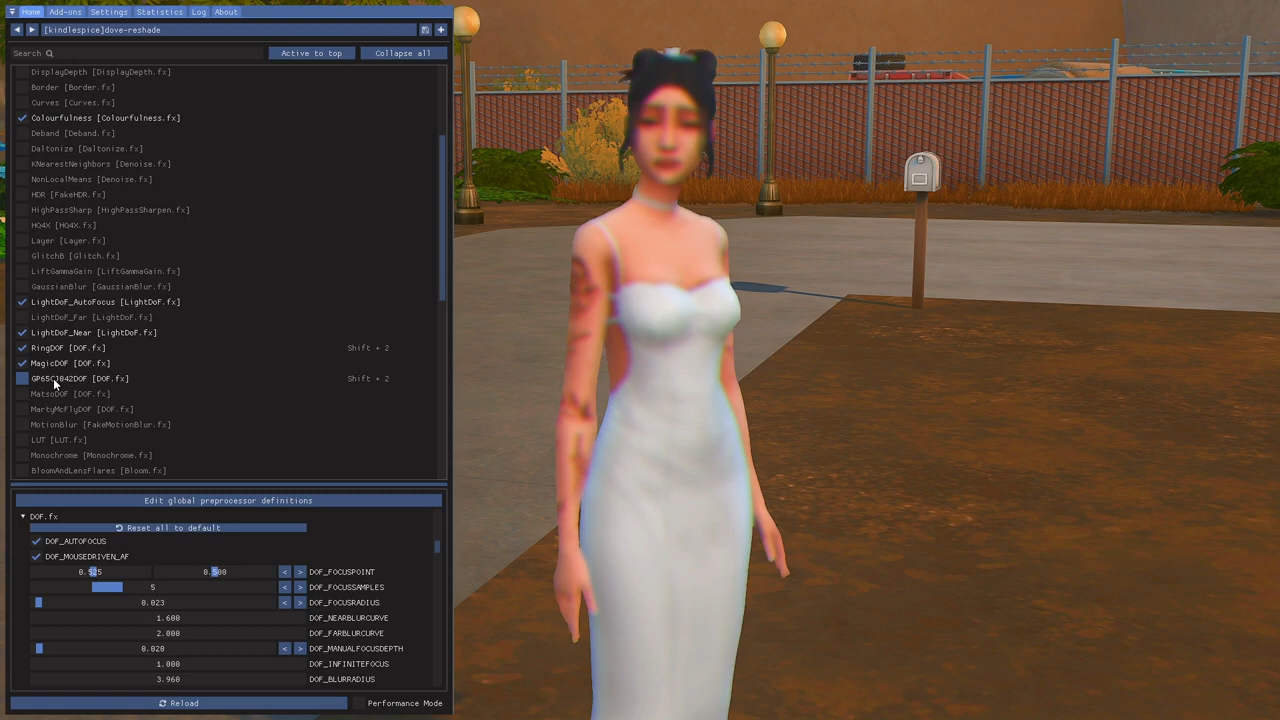 Home Add-ons Settings Statistics Log About
[kindlespice]dove-reshade
Search Active to top Collapse all
DisplayDepth [DisplayDepth.fx]
Border [Border.fx]
Curves [Curves.fx]
Colourfulness [Colourfulness.fx]
Deband [Deband.fx]
Daltonize [Daltonize.fx]
KNearestNeighbors [Denoise.fx]
NonLocalMeans [Denoise.fx]
HDR [FakeHDR.fx]
HighPassSharp [HighPassSharpen.fx]
HQ4X [HQ4X.fx]
Layer [Layer.fx]
GlitchB [Glitch.fx]
LiftGammaGain [LiftGammaGain.fx]
GaussianBlur [GaussianBlur.fx]
LightDoF_AutoFocus [LightDoF.fx]
LightDoF_Far [LightDoF.fx]
LightDoF_Near [LightDoF.fx]
RingDOF [DOF.fx] Shift + 2
MagicDOF [DOF.fx]
GP65CJ042DOF [DOF.fx] Shift + 2
MatsoDOF [DOF.fx]
MartyMcFlyDOF [DOF.fx]
MotionBlur [FakeMotionBlur.fx]
LUT [LUT.fx]
Monochrome [Monochrome.fx]
BloomAndLensFlares [Bloom.fx]
Edit global preprocessor definitions
DOF.fx
Reset all to default
DOF_AUTOFOCUS
DOF_MOUSEDRIVEN_AF
0.525 0.500 < > DOF_FOCUSPOINT
5 < > DOF_FOCUSSAMPLES
0.023 < > DOF_FOCUSRADIUS
1.600 DOF_NEARBLURCURVE
2.000 DOF_FARBLURCURVE
0.020 < > DOF_MANUALFOCUSDEPTH
1.000 DOF_INFINITEFOCUS
3.960 DOF_BLURRADIUS
Reload Performance Mode